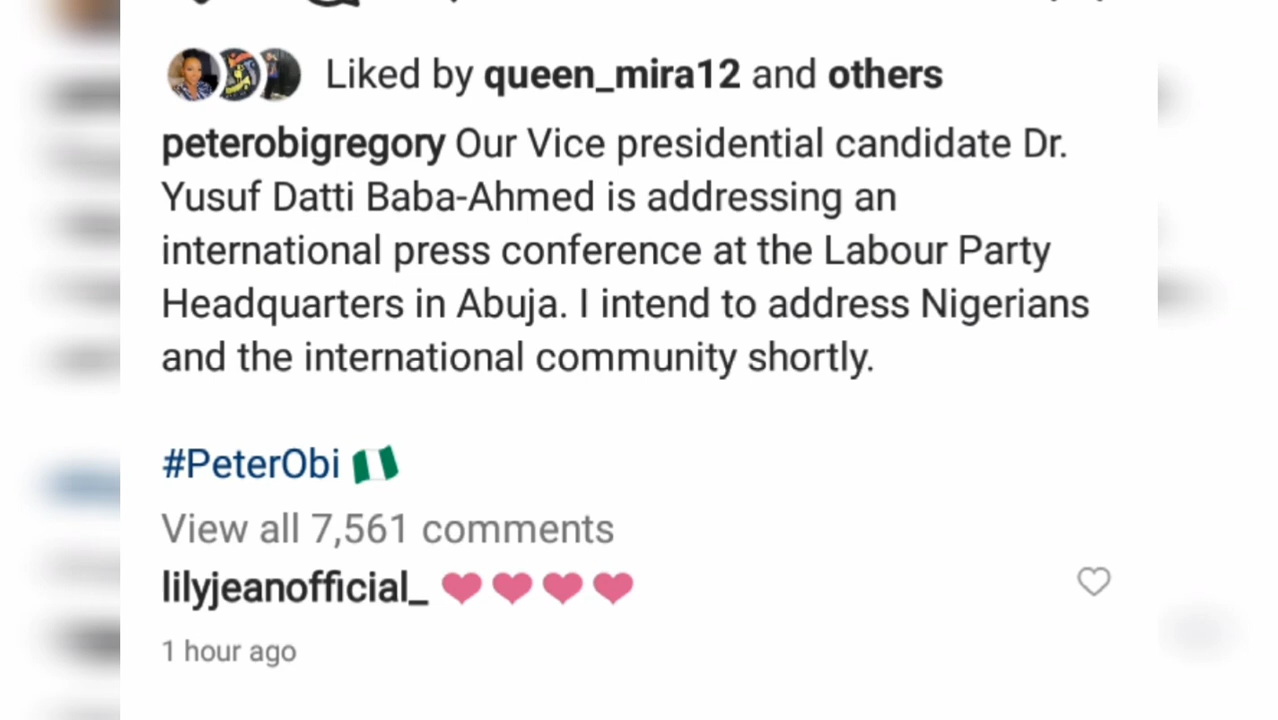 Liked by queen_mira12 and others
peterobigregory Our Vice presidential candidate Dr.
Yusuf Datti Baba-Ahmed is addressing an
international press conference at the Labour Party
Headquarters in Abuja. I intend to address Nigerians
and the international community shortly.
#PeterObi 🇳🇬
View all 7,561 comments
lilyjeanofficial_ ❤️❤️❤️❤️
1 hour ago